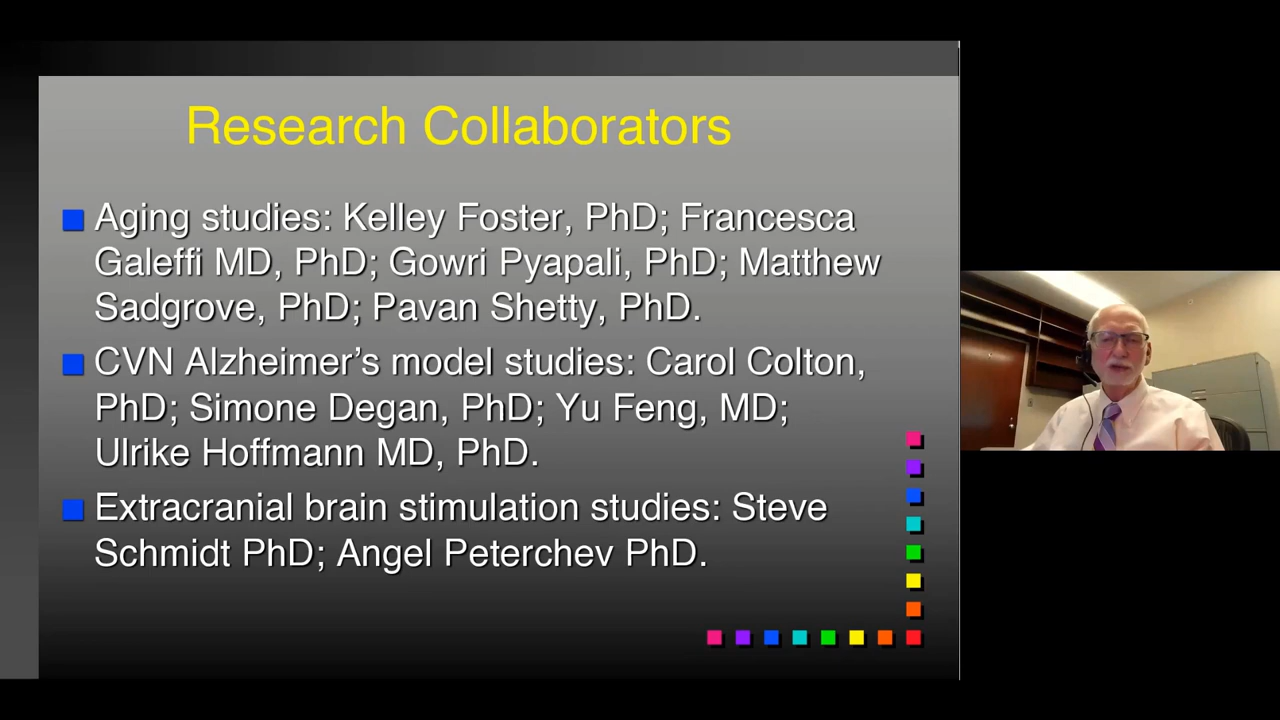 Research Collaborators
Aging studies: Kelley Foster, PhD; Francesca
Galeffi MD, PhD; Gowri Pyapali, PhD; Matthew
Sadgrove, PhD; Pavan Shetty, PhD.
CVN Alzheimer’s model studies: Carol Colton,
PhD; Simone Degan, PhD; Yu Feng, MD;
Ulrike Hoffmann MD, PhD.
Extracranial brain stimulation studies: Steve
Schmidt PhD; Angel Peterchev PhD.